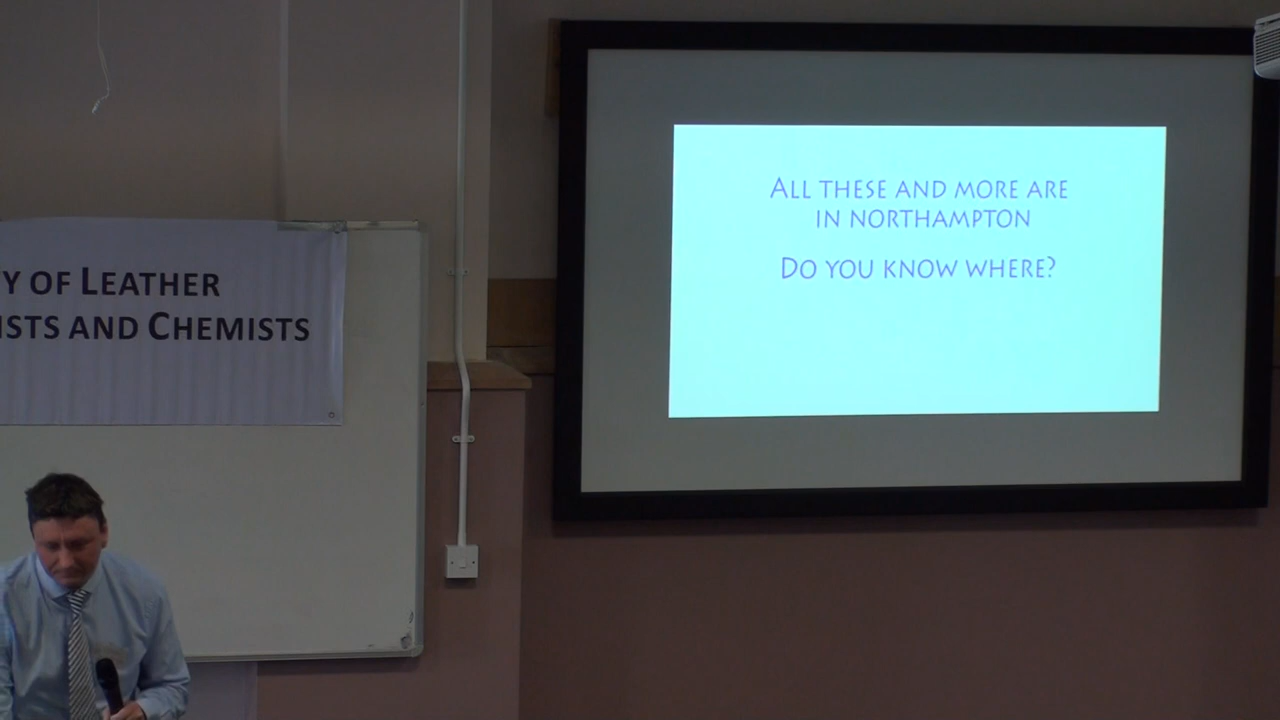 Y OF LEATHER
ISTS AND CHEMISTS
ALL THESE AND MORE ARE
IN NORTHAMPTON
DO YOU KNOW WHERE?